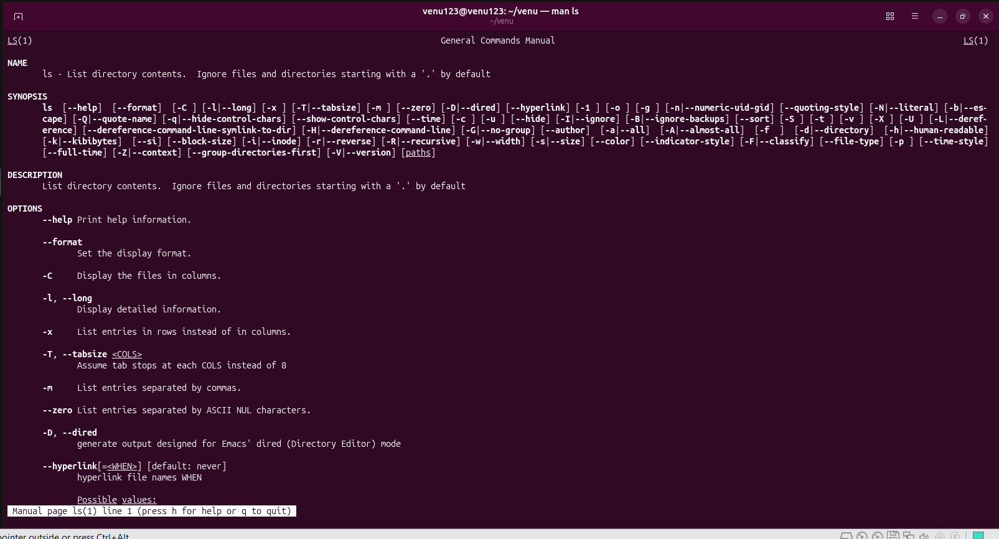 venu123@venu123: ~/venu — man ls
~/venu
LS(1) General Commands Manual LS(1)
NAME
ls - List directory contents. Ignore files and directories starting with a '.' by default
SYNOPSIS
ls [--help] [--format] [-C ] [-l|--long] [-x ] [-T|--tabsize] [-m ] [--zero] [-D|--dired] [--hyperlink] [-1 ] [-o ] [-g ] [-n|--numeric-uid-gid] [--quoting-style] [-N|--literal] [-b|--es-
cape] [-Q|--quote-name] [-q|--hide-control-chars] [--show-control-chars] [--time] [-c ] [-u ] [--hide] [-I|--ignore] [-B|--ignore-backups] [--sort] [-S ] [-t ] [-v ] [-X ] [-U ] [-L|--deref-
erence] [--dereference-command-line-symlink-to-dir] [-H|--dereference-command-line] [-G|--no-group] [--author] [-a|--all] [-A|--almost-all] [-f ] [-d|--directory] [-h|--human-readable]
[-k|--kibibytes] [--si] [--block-size] [-i|--inode] [-r|--reverse] [-R|--recursive] [-w|--width] [-s|--size] [--color] [--indicator-style] [-F|--classify] [--file-type] [-p ] [--time-style]
[--full-time] [-Z|--context] [--group-directories-first] [-V|--version] [paths]
DESCRIPTION
List directory contents. Ignore files and directories starting with a '.' by default
OPTIONS
--help Print help information.
--format
Set the display format.
-C Display the files in columns.
-l, --long
Display detailed information.
-x List entries in rows instead of in columns.
-T, --tabsize <COLS>
Assume tab stops at each COLS instead of 8
-m List entries separated by commas.
--zero List entries separated by ASCII NUL characters.
-D, --dired
generate output designed for Emacs' dired (Directory Editor) mode
--hyperlink[=<WHEN>] [default: never]
hyperlink file names WHEN
Possible values:
Manual page ls(1) line 1 (press h for help or q to quit)
pointer outside or press Ctrl+Alt